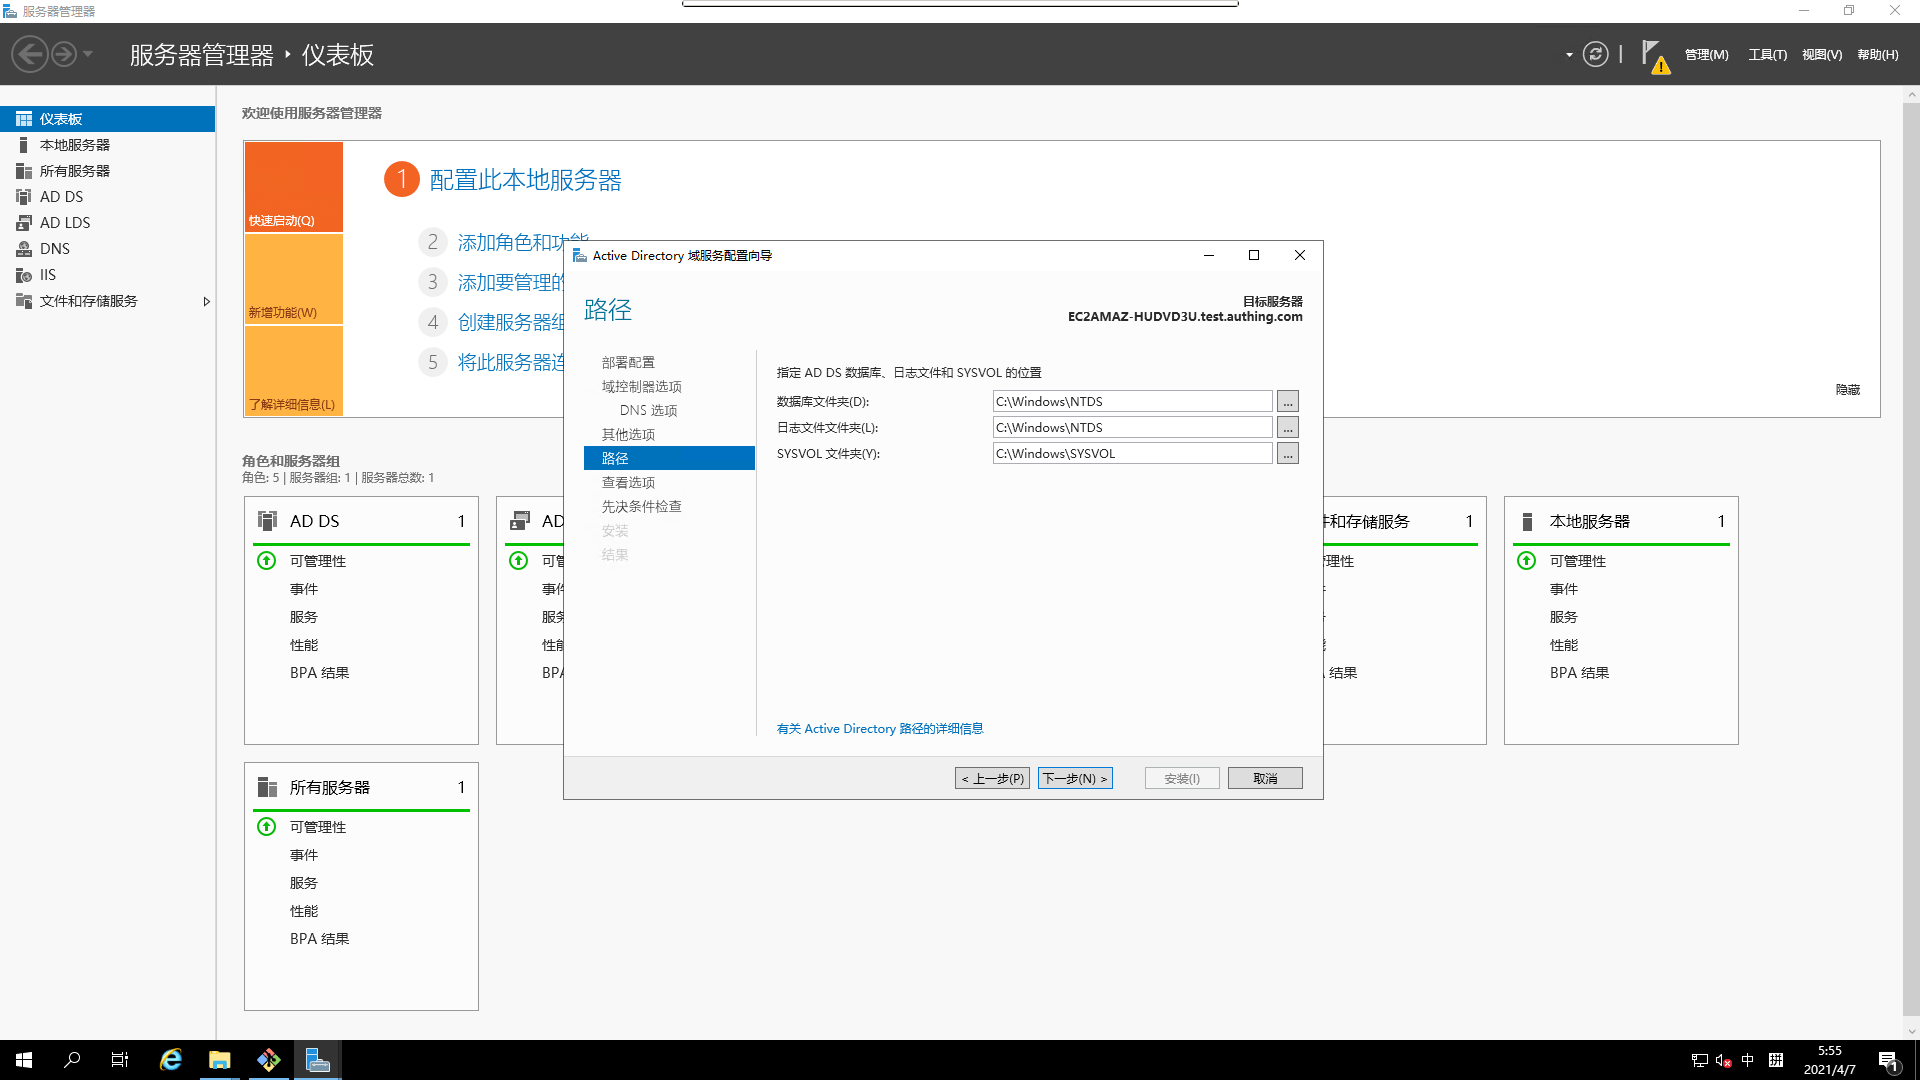 服务器管理器
服务器管理器 · 仪表板
管理(M)
工具(T)
视图(V)
帮助(H)
仪表板
本地服务器
所有服务器
AD DS
AD LDS
DNS
IIS
文件和存储服务
欢迎使用服务器管理器
快速启动(Q)
新增功能(W)
了解详细信息(L)
1 配置此本地服务器
2 添加角色和功能
3 添加要管理的
4 创建服务器组
5 将此服务器连
隐藏
Active Directory 域服务配置向导
路径
目标服务器
EC2AMAZ-HUDVD3U.test.authing.com
部署配置
域控制器选项
DNS 选项
其他选项
路径
查看选项
先决条件检查
安装
结果
指定 AD DS 数据库、日志文件和 SYSVOL 的位置
数据库文件夹(D): C:\Windows\NTDS ...
日志文件文件夹(L): C:\Windows\NTDS ...
SYSVOL 文件夹(Y): C:\Windows\SYSVOL ...
有关 Active Directory 路径的详细信息
< 上一步(P)
下一步(N) >
安装(I)
取消
角色和服务器组
角色: 5 | 服务器组: 1 | 服务器总数: 1
AD DS 1
可管理性
事件
服务
性能
BPA 结果
AD
可管
事件
服务
性能
BPA
件和存储服务 1
理性
结果
本地服务器 1
可管理性
事件
服务
性能
BPA 结果
所有服务器 1
可管理性
事件
服务
性能
BPA 结果
中
拼
5:55
2021/4/7
1